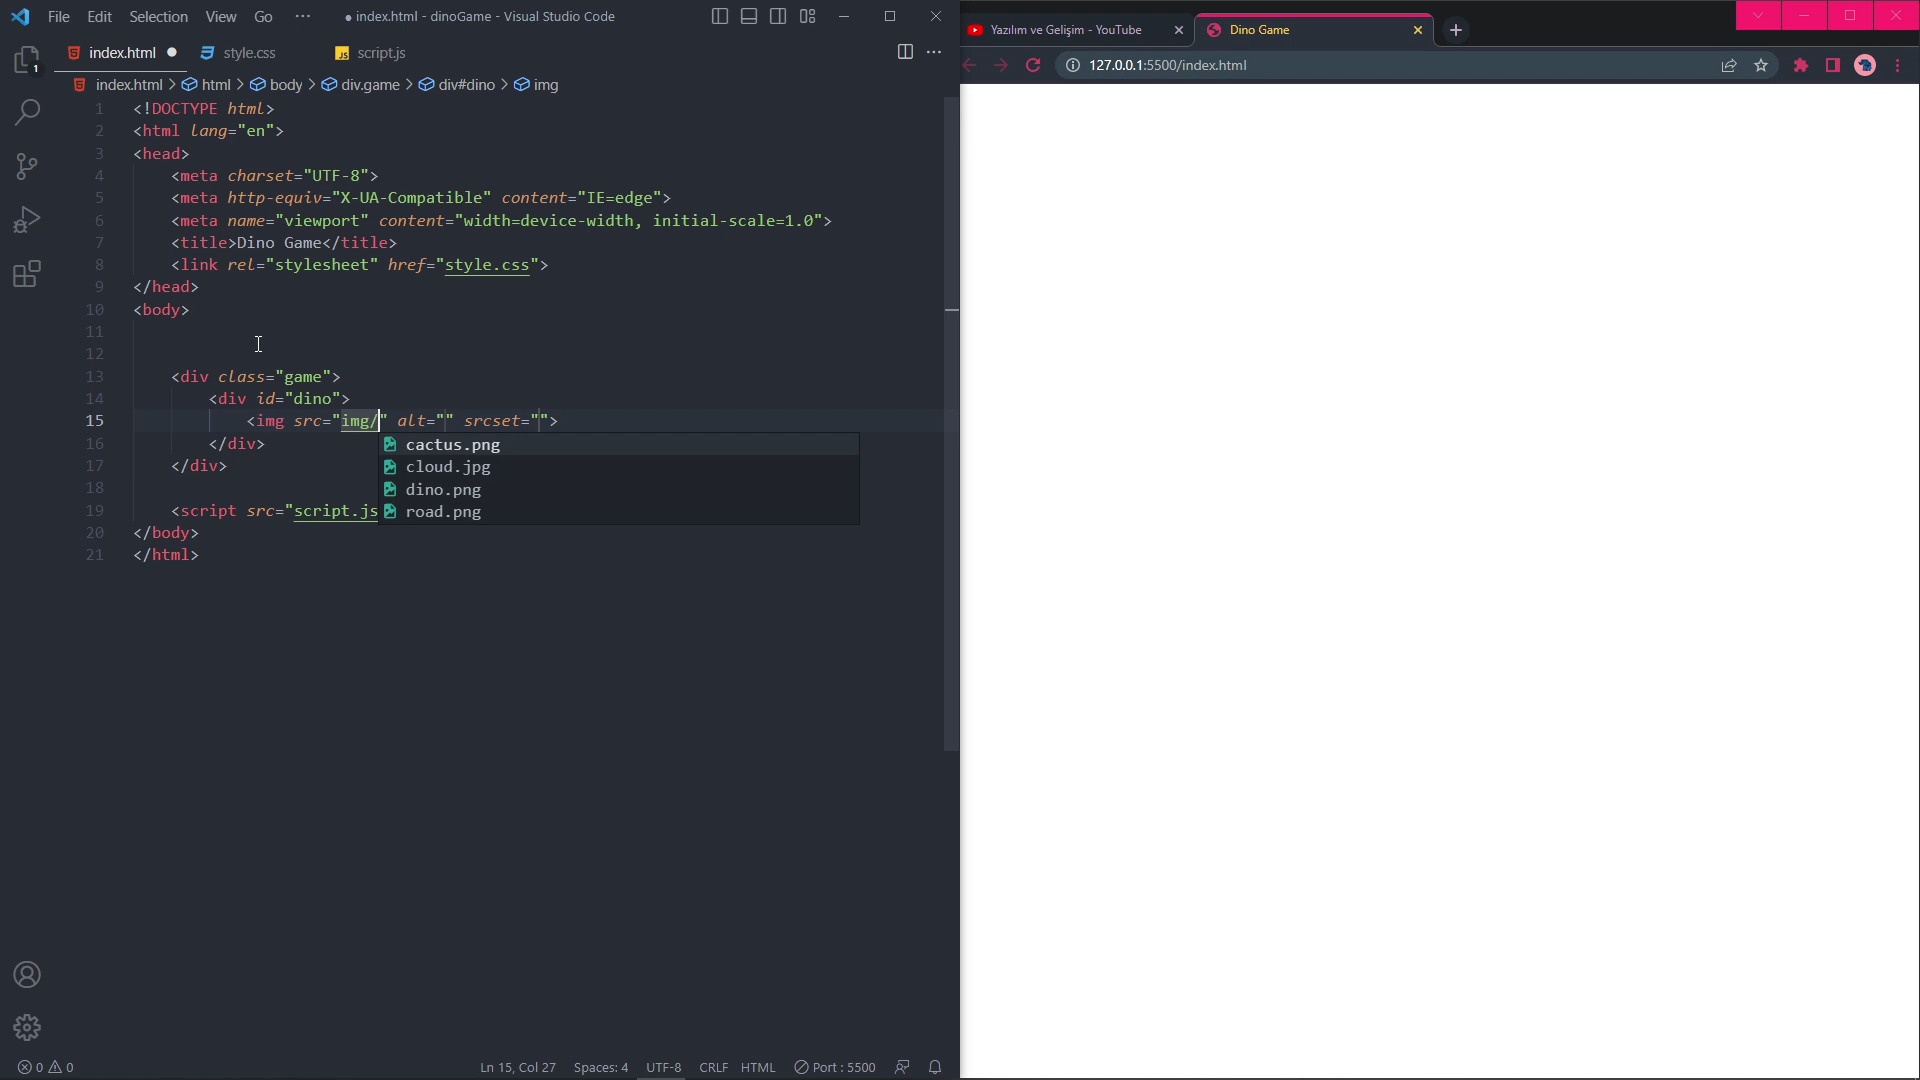 File Edit Selection View Go ··· ● index.html - dinoGame - Visual Studio Code
index.html ● style.css script.js
index.html > html > body > div.game > div#dino > img
1 <!DOCTYPE html>
2 <html lang="en">
3 <head>
4 <meta charset="UTF-8">
5 <meta http-equiv="X-UA-Compatible" content="IE=edge">
6 <meta name="viewport" content="width=device-width, initial-scale=1.0">
7 <title>Dino Game</title>
8 <link rel="stylesheet" href="style.css">
9 </head>
10 <body>
11
12
13 <div class="game">
14 <div id="dino">
15 <img src="img/" alt="" srcset="">
16 </div>
17 </div>
18
19 <script src="script.js
20 </body>
21 </html>
cactus.png
cloud.jpg
dino.png
road.png
1
0 0
Ln 15, Col 27 Spaces: 4 UTF-8 CRLF HTML Port : 5500
Yazılım ve Gelişim - YouTube Dino Game
127.0.0.1:5500/index.html